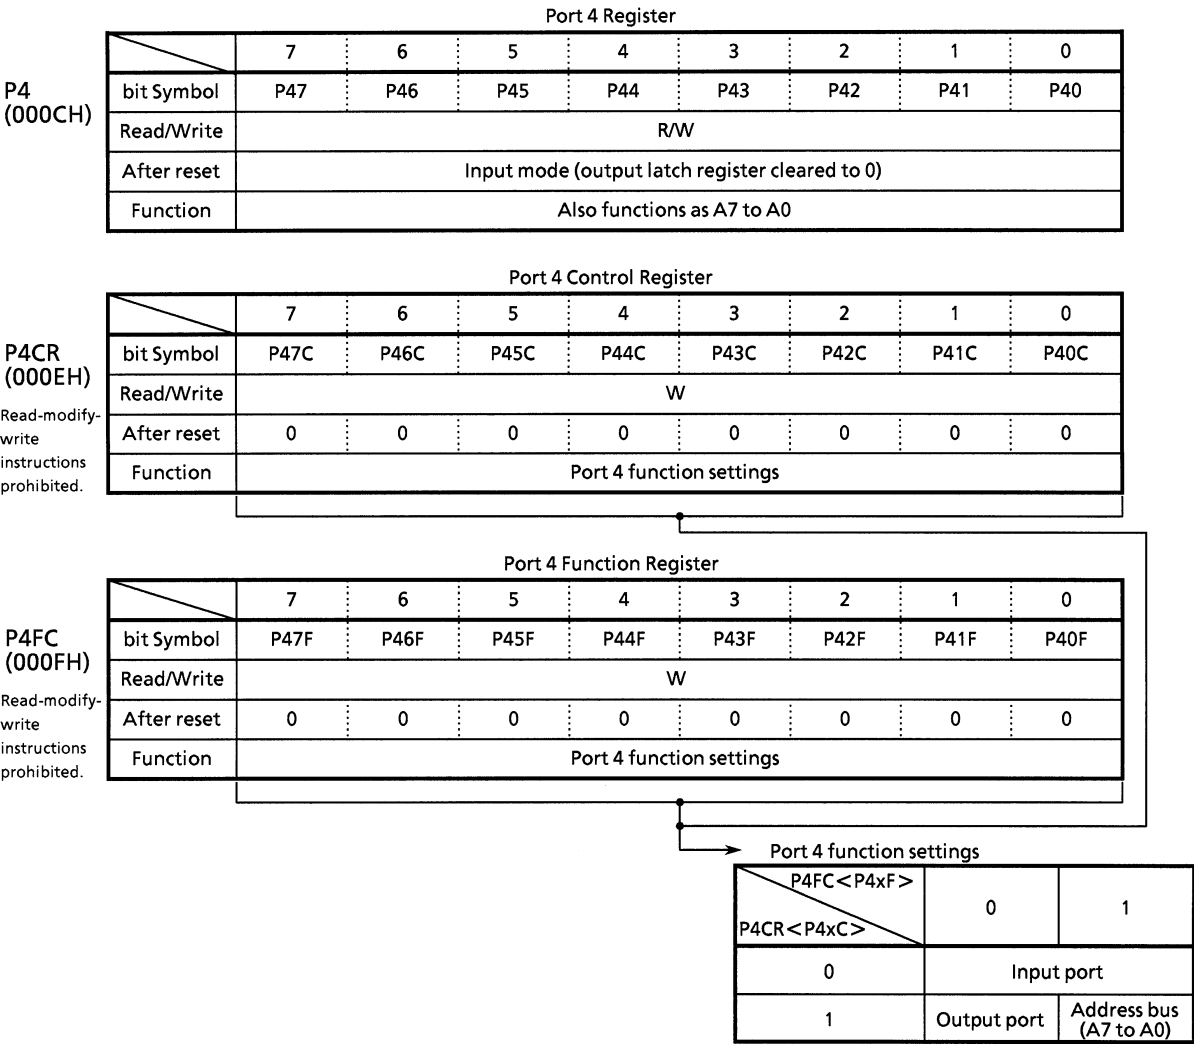 Port 4 Register
7 6 5 4 3 2 1 0
P4
(000CH)
bit Symbol P47 P46 P45 P44 P43 P42 P41 P40
Read/Write R/W
After reset Input mode (output latch register cleared to 0)
Function Also functions as A7 to A0
Port 4 Control Register
7 6 5 4 3 2 1 0
P4CR
(000EH)
Read-modify-
write
instructions
prohibited.
bit Symbol P47C P46C P45C P44C P43C P42C P41C P40C
Read/Write W
After reset 0 0 0 0 0 0 0 0
Function Port 4 function settings
Port 4 Function Register
7 6 5 4 3 2 1 0
P4FC
(000FH)
Read-modify-
write
instructions
prohibited.
bit Symbol P47F P46F P45F P44F P43F P42F P41F P40F
Read/Write W
After reset 0 0 0 0 0 0 0 0
Function Port 4 function settings
Port 4 function settings
P4FC<P4xF>
P4CR<P4xC>
0 1
0 Input port
1 Output port Address bus
(A7 to A0)